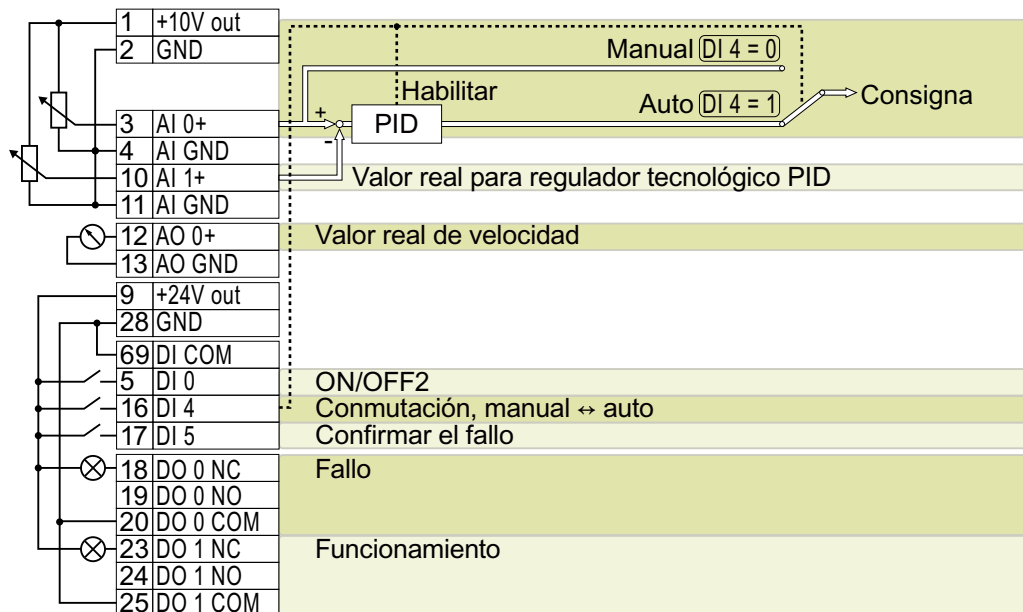 1 +10V out
2 GND
Manual DI 4 = 0
Habilitar
Auto DI 4 = 1
Consigna
+
-
PID
3 AI 0+
4 AI GND
10 AI 1+ Valor real para regulador tecnológico PID
11 AI GND
12 AO 0+ Valor real de velocidad
13 AO GND
9 +24V out
28 GND
69 DI COM
5 DI 0 ON/OFF2
16 DI 4 Conmutación, manual ↔ auto
17 DI 5 Confirmar el fallo
18 DO 0 NC Fallo
19 DO 0 NO
20 DO 0 COM
23 DO 1 NC Funcionamiento
24 DO 1 NO
25 DO 1 COM